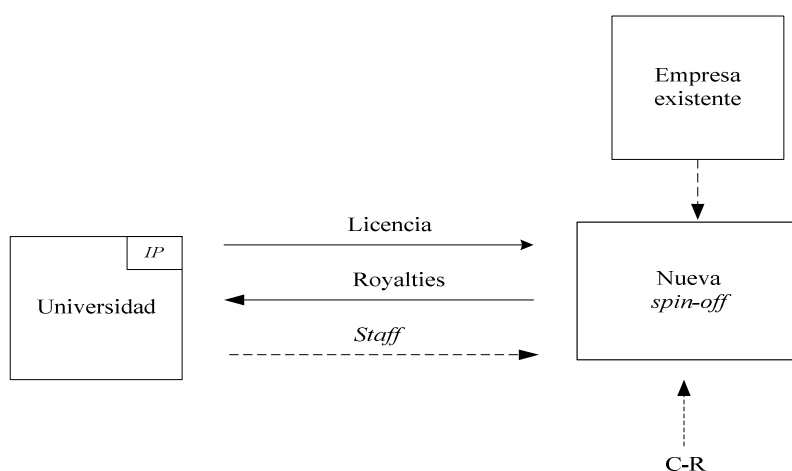 Empresa
existente
Licencia
IP
Universidad
Royalties
Nueva
spin-off
Staff
C-R